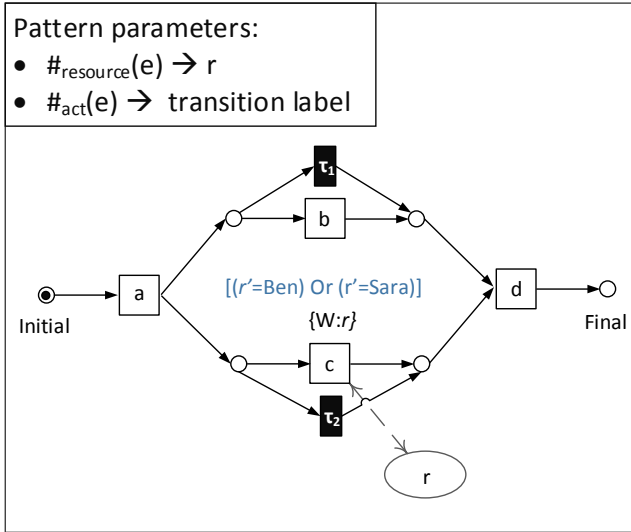 Pattern parameters:
• #resource(e) → r
• #act(e) → transition label
τ1
b
a
[(r'=Ben) Or (r'=Sara)]
d
Initial
{W:r}
Final
c
τ2
r